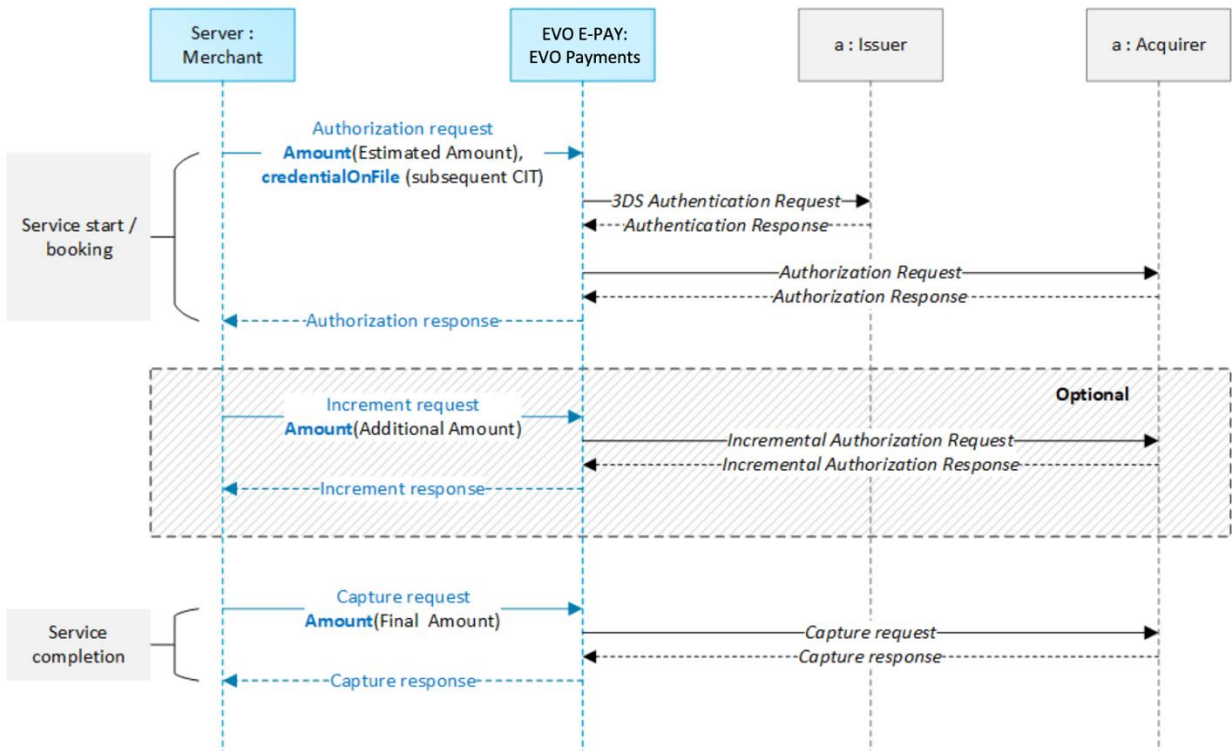 Server :
Merchant
EVO E-PAY:
EVO Payments
a : Issuer
a : Acquirer
Authorization request
Amount(Estimated Amount),
credentialOnFile (subsequent CIT)
3DS Authentication Request
Authentication Response
Service start /
booking
Authorization Request
Authorization Response
Authorization response
Optional
Increment request
Amount(Additional Amount)
Incremental Authorization Request
Incremental Authorization Response
Increment response
Capture request
Amount(Final  Amount)
Service
completion
Capture request
Capture response
Capture response